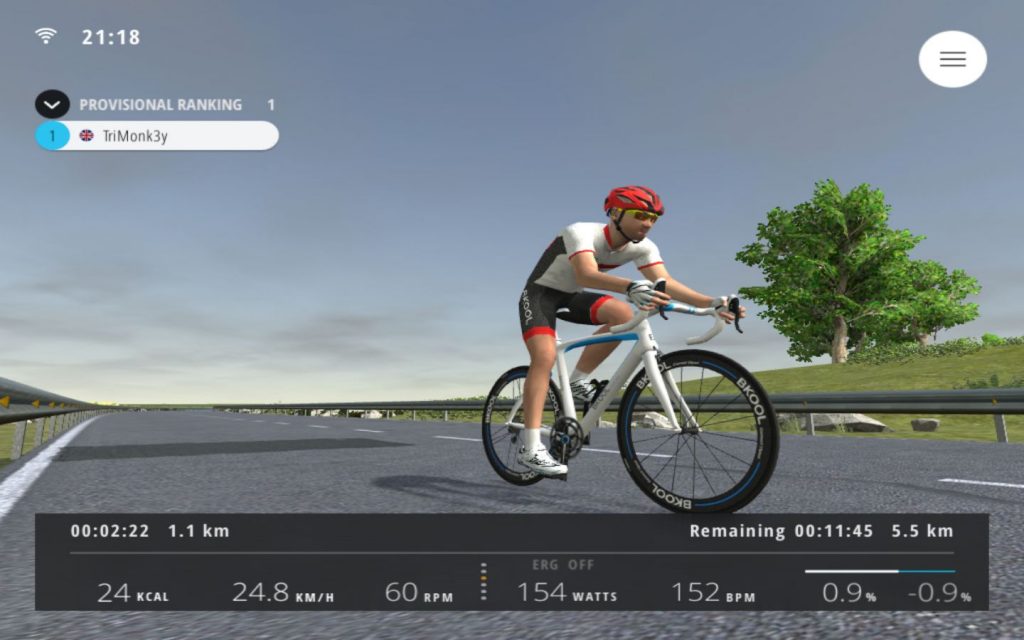 21:18
PROVISIONAL RANKING 1
1 TriMonk3y
BKOOL
BKOOL
BKOOL
BKOOL
00:02:22 1.1 km Remaining 00:11:45 5.5 km
ERG OFF
24 KCAL 24.8 KM/H 60 RPM 154 WATTS 152 BPM 0.9% -0.9%